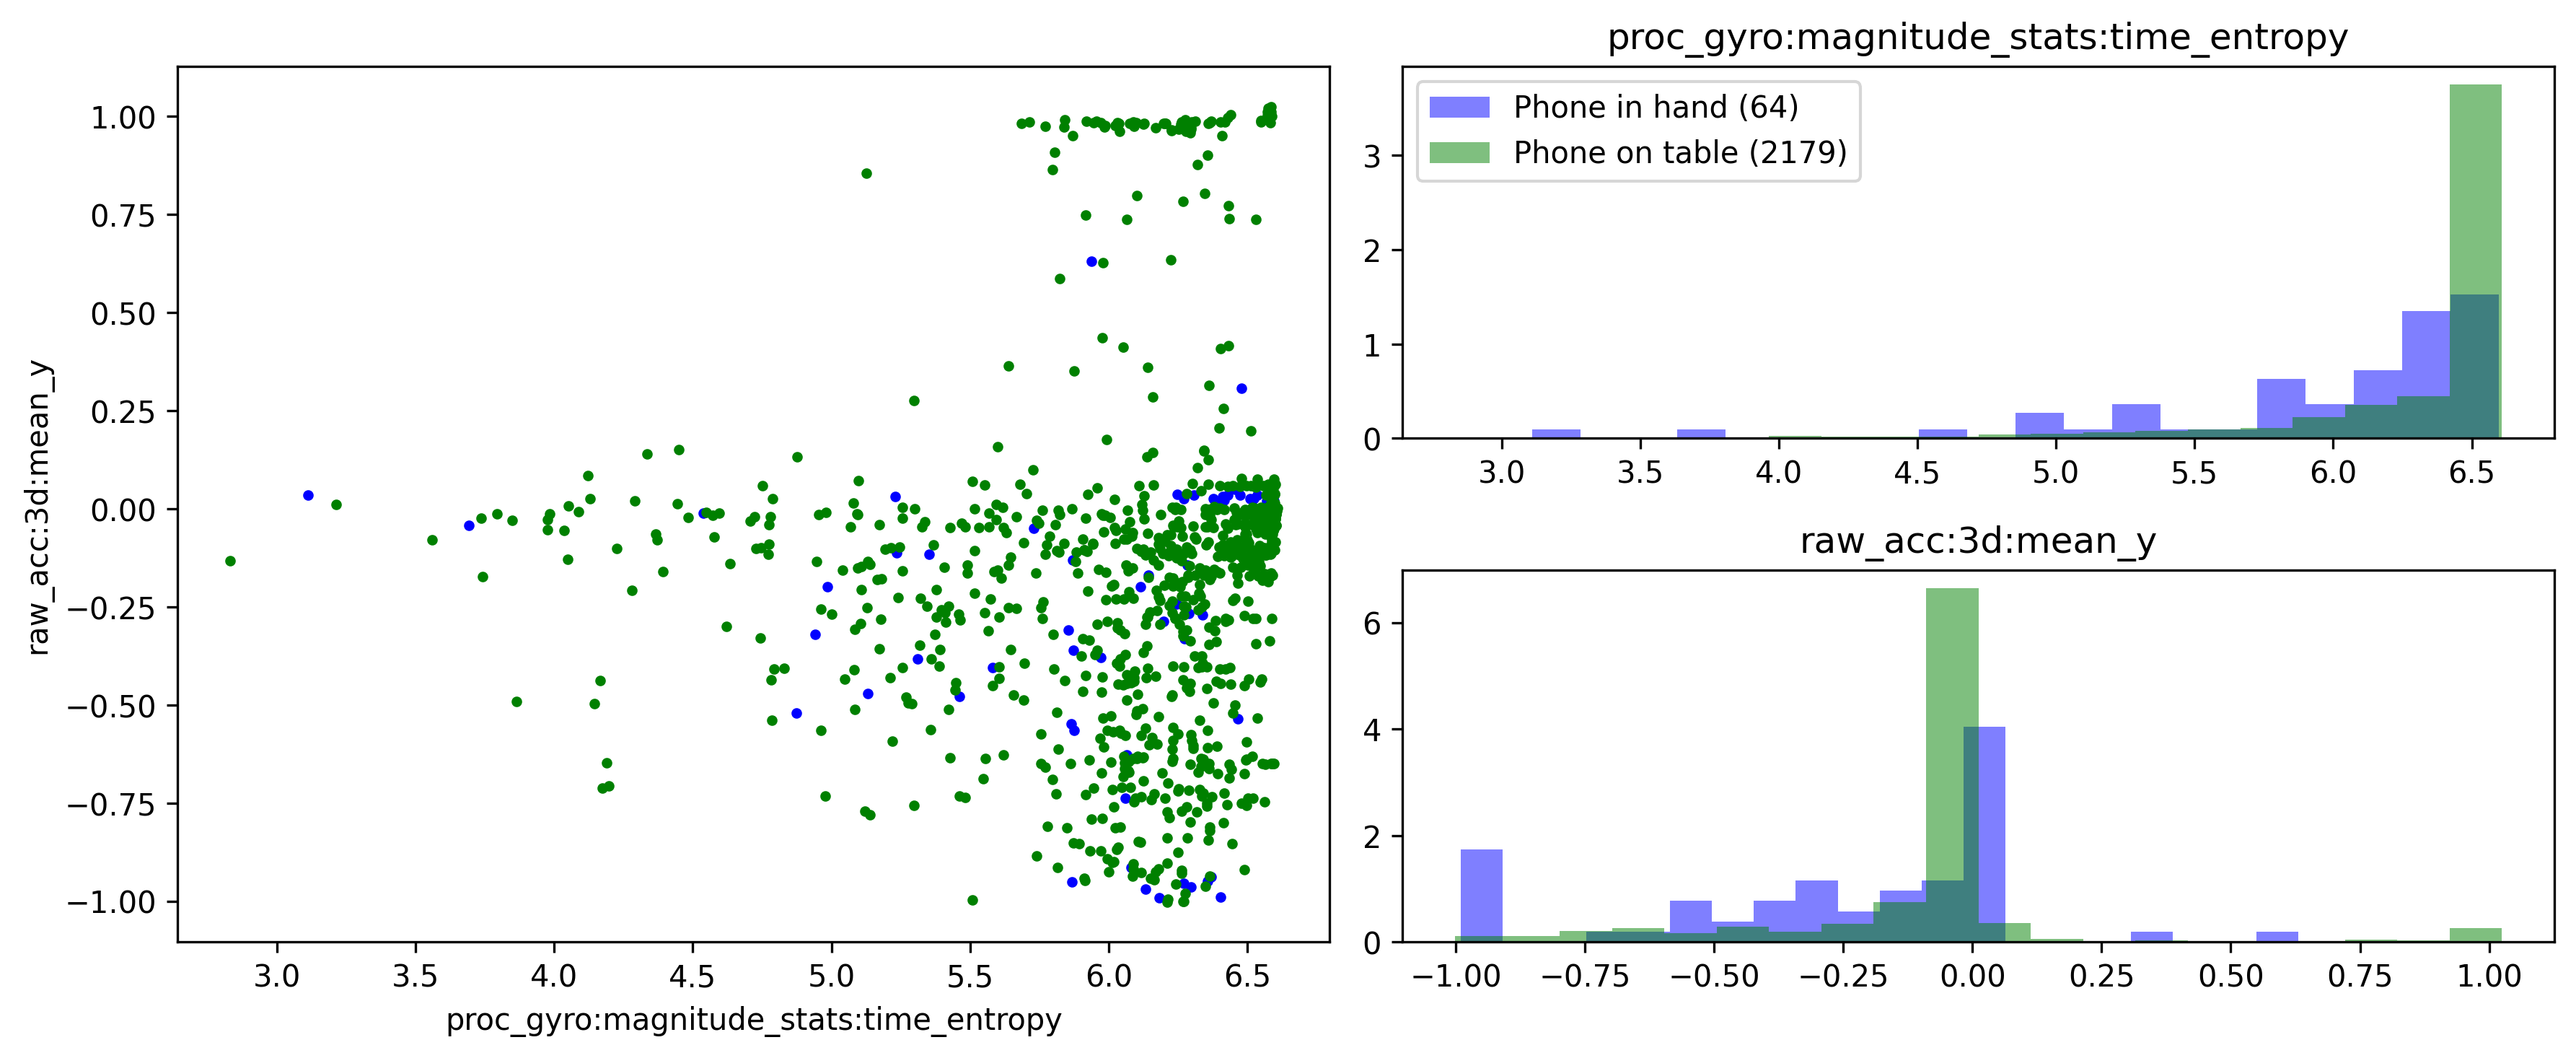 1.00
0.75
0.50
0.25
0.00
−0.25
−0.50
−0.75
−1.00
raw_acc:3d:mean_y
3.0 3.5 4.0 4.5 5.0 5.5 6.0 6.5
proc_gyro:magnitude_stats:time_entropy
proc_gyro:magnitude_stats:time_entropy
Phone in hand (64)
Phone on table (2179)
3
2
1
0
3.0 3.5 4.0 4.5 5.0 5.5 6.0 6.5
raw_acc:3d:mean_y
6
4
2
0
−1.00 −0.75 −0.50 −0.25 0.00 0.25 0.50 0.75 1.00